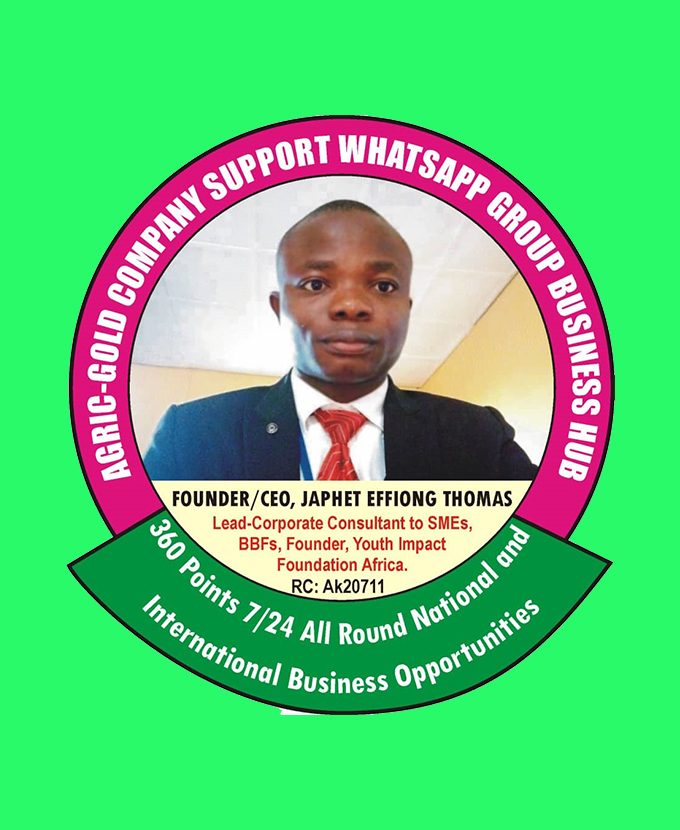 AGRIC-GOLD COMPANY SUPPORT WHATSAPP GROUP BUSINESS HUB
FOUNDER/CEO, JAPHET EFFIONG THOMAS
Lead-Corporate Consultant to SMEs,
BBFs, Founder, Youth Impact
Foundation Africa.
RC: Ak20711
360 Points 7/24 All Round National and
International Business Opportunities